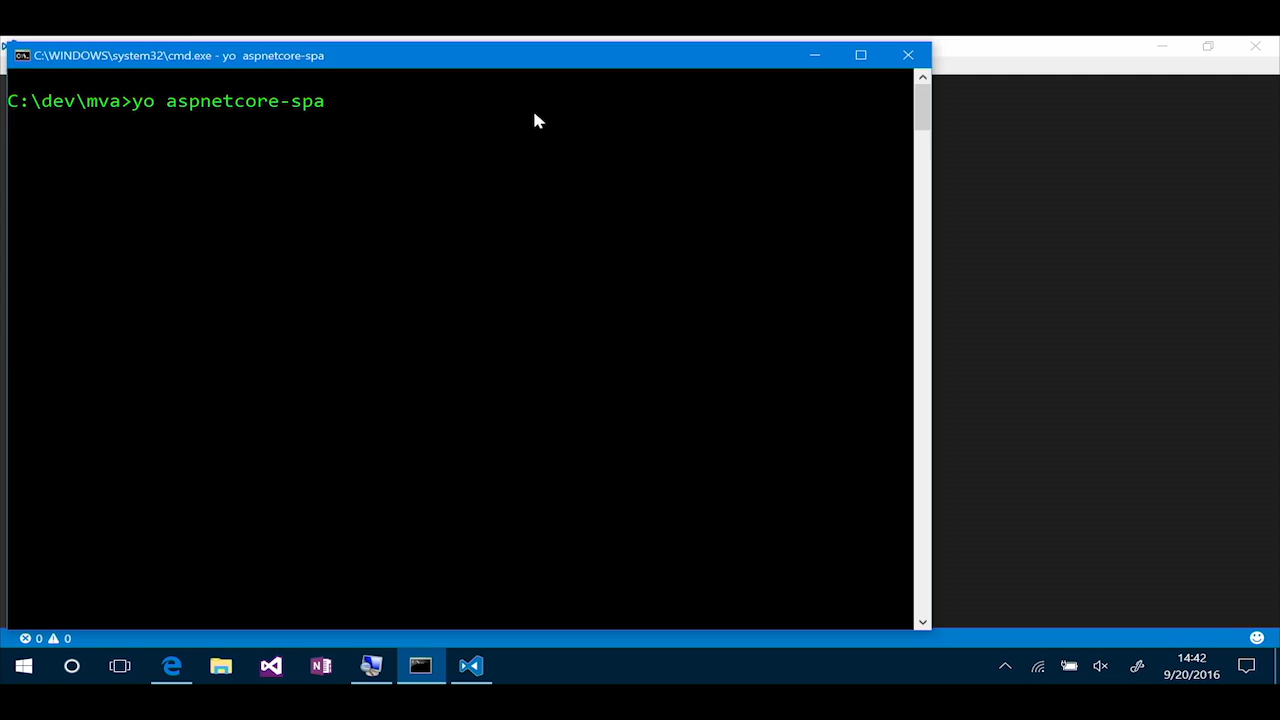 C:\WINDOWS\system32\cmd.exe - yo  aspnetcore-spa
C:\dev\mva>yo aspnetcore-spa
0 0
14:42
9/20/2016